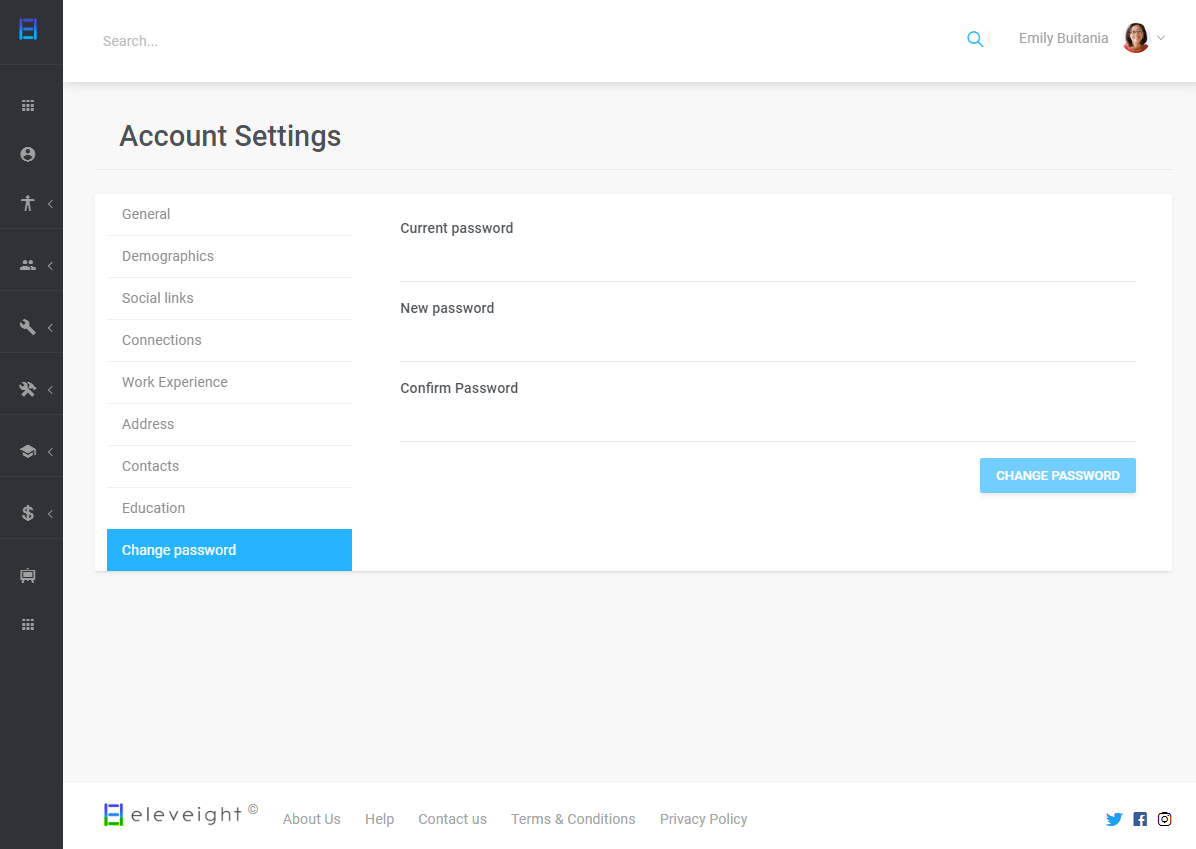 Search...
Emily Buitania
Account Settings
General
Demographics
Social links
Connections
Work Experience
Address
Contacts
Education
Change password
Current password
New password
Confirm Password
CHANGE PASSWORD
eleveight ©
About Us
Help
Contact us
Terms & Conditions
Privacy Policy